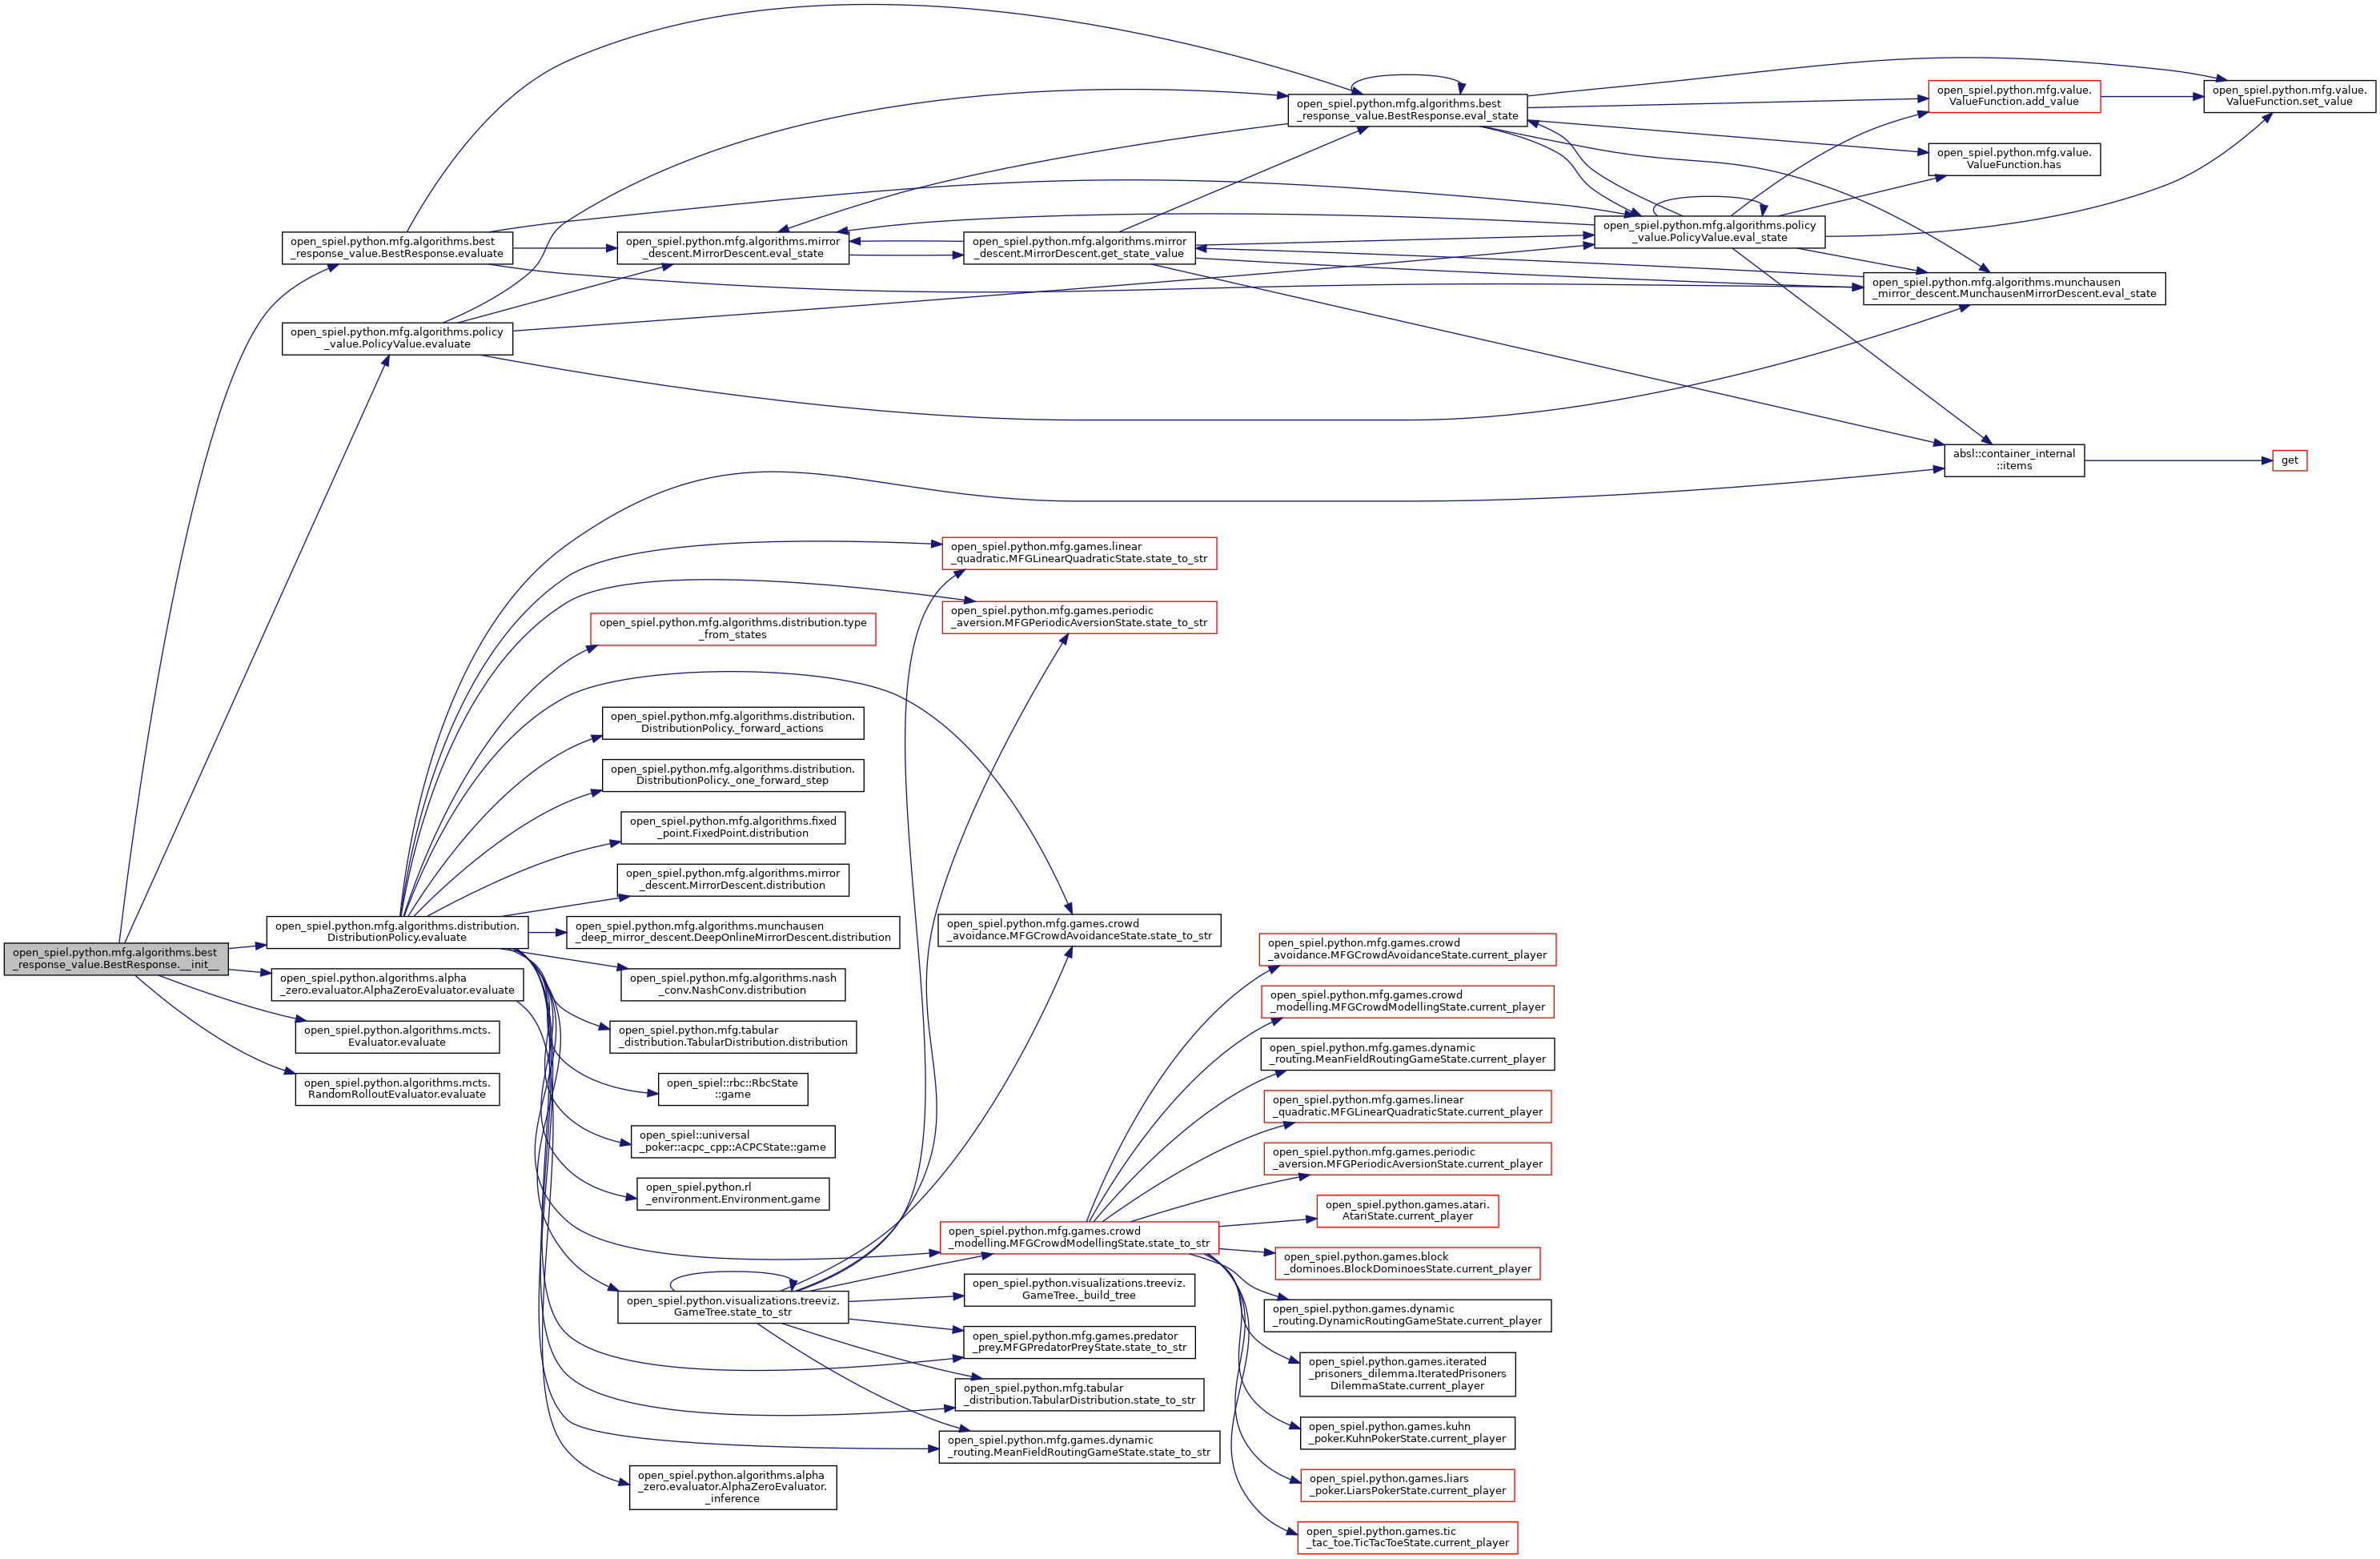 open_spiel.python.mfg.algorithms.best
_response_value.BestResponse.__init__
open_spiel.python.mfg.algorithms.best
_response_value.BestResponse.evaluate
open_spiel.python.mfg.algorithms.policy
_value.PolicyValue.evaluate
open_spiel.python.mfg.algorithms.distribution.
DistributionPolicy.evaluate
open_spiel.python.algorithms.alpha
_zero.evaluator.AlphaZeroEvaluator.evaluate
open_spiel.python.algorithms.mcts.
Evaluator.evaluate
open_spiel.python.algorithms.mcts.
RandomRolloutEvaluator.evaluate
open_spiel.python.mfg.algorithms.mirror
_descent.MirrorDescent.eval_state
open_spiel.python.mfg.algorithms.mirror
_descent.MirrorDescent.get_state_value
open_spiel.python.mfg.algorithms.best
_response_value.BestResponse.eval_state
open_spiel.python.mfg.algorithms.policy
_value.PolicyValue.eval_state
open_spiel.python.mfg.value.
ValueFunction.add_value
open_spiel.python.mfg.value.
ValueFunction.set_value
open_spiel.python.mfg.value.
ValueFunction.has
open_spiel.python.mfg.algorithms.munchausen
_mirror_descent.MunchausenMirrorDescent.eval_state
absl::container_internal
::items
get
open_spiel.python.mfg.games.linear
_quadratic.MFGLinearQuadraticState.state_to_str
open_spiel.python.mfg.games.periodic
_aversion.MFGPeriodicAversionState.state_to_str
open_spiel.python.mfg.algorithms.distribution.type
_from_states
open_spiel.python.mfg.algorithms.distribution.
DistributionPolicy._forward_actions
open_spiel.python.mfg.algorithms.distribution.
DistributionPolicy._one_forward_step
open_spiel.python.mfg.algorithms.fixed
_point.FixedPoint.distribution
open_spiel.python.mfg.algorithms.mirror
_descent.MirrorDescent.distribution
open_spiel.python.mfg.algorithms.munchausen
_deep_mirror_descent.DeepOnlineMirrorDescent.distribution
open_spiel.python.mfg.algorithms.nash
_conv.NashConv.distribution
open_spiel.python.mfg.tabular
_distribution.TabularDistribution.distribution
open_spiel::rbc::RbcState
::game
open_spiel::universal
_poker::acpc_cpp::ACPCState::game
open_spiel.python.rl
_environment.Environment.game
open_spiel.python.visualizations.treeviz.
GameTree.state_to_str
open_spiel.python.algorithms.alpha
_zero.evaluator.AlphaZeroEvaluator.
_inference
open_spiel.python.mfg.games.crowd
_avoidance.MFGCrowdAvoidanceState.state_to_str
open_spiel.python.mfg.games.crowd
_modelling.MFGCrowdModellingState.state_to_str
open_spiel.python.visualizations.treeviz.
GameTree._build_tree
open_spiel.python.mfg.games.predator
_prey.MFGPredatorPreyState.state_to_str
open_spiel.python.mfg.tabular
_distribution.TabularDistribution.state_to_str
open_spiel.python.mfg.games.dynamic
_routing.MeanFieldRoutingGameState.state_to_str
open_spiel.python.mfg.games.crowd
_avoidance.MFGCrowdAvoidanceState.current_player
open_spiel.python.mfg.games.crowd
_modelling.MFGCrowdModellingState.current_player
open_spiel.python.mfg.games.dynamic
_routing.MeanFieldRoutingGameState.current_player
open_spiel.python.mfg.games.linear
_quadratic.MFGLinearQuadraticState.current_player
open_spiel.python.mfg.games.periodic
_aversion.MFGPeriodicAversionState.current_player
open_spiel.python.games.atari.
AtariState.current_player
open_spiel.python.games.block
_dominoes.BlockDominoesState.current_player
open_spiel.python.games.dynamic
_routing.DynamicRoutingGameState.current_player
open_spiel.python.games.iterated
_prisoners_dilemma.IteratedPrisoners
DilemmaState.current_player
open_spiel.python.games.kuhn
_poker.KuhnPokerState.current_player
open_spiel.python.games.liars
_poker.LiarsPokerState.current_player
open_spiel.python.games.tic
_tac_toe.TicTacToeState.current_player